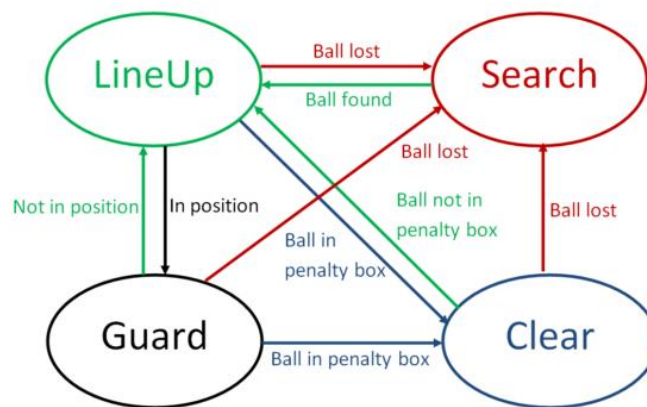 Ball lost
LineUp
Search
Ball found
Ball lost
Not in position
In position
Ball not in
penalty box
Ball lost
Ball in
penalty box
Guard
Clear
Ball in penalty box